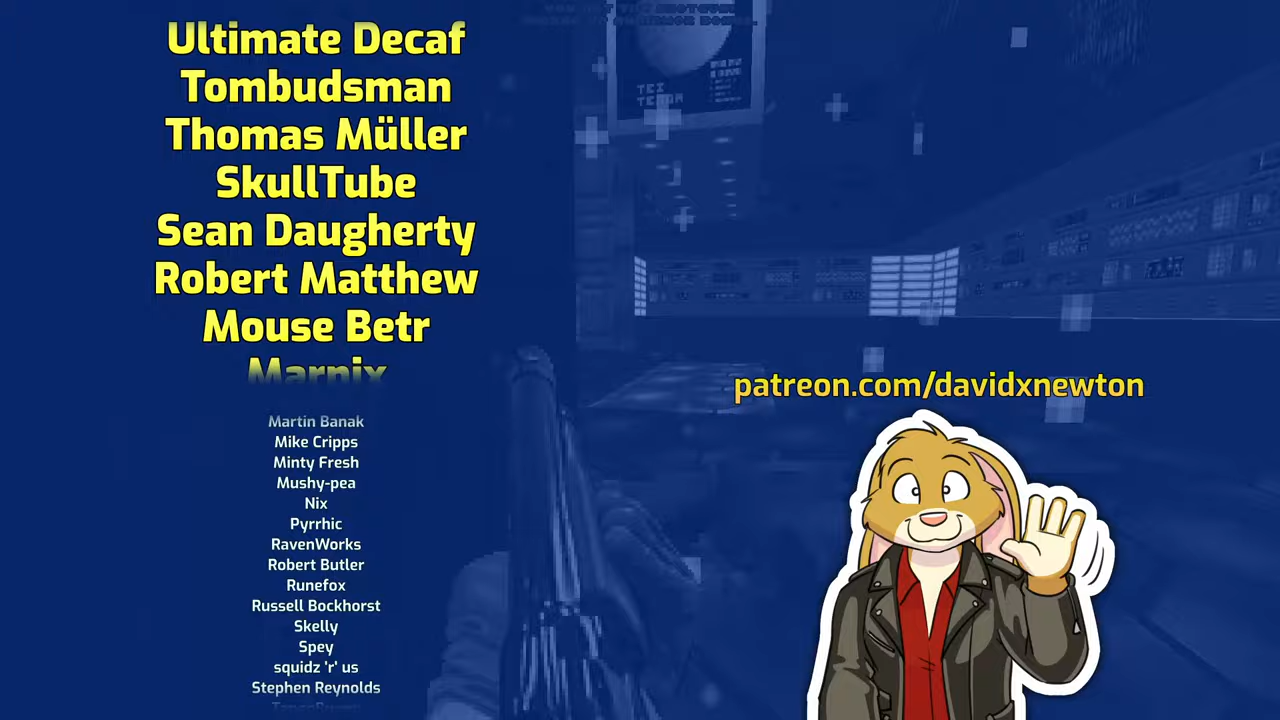 Ultimate Decaf
Tombudsman
Thomas Müller
SkullTube
Sean Daugherty
Robert Matthew
Mouse Betr
Marnix
Martin Banak
Mike Cripps
Minty Fresh
Mushy-pea
Nix
Pyrrhic
RavenWorks
Robert Butler
Runefox
Russell Bockhorst
Skelly
Spey
squidz 'r' us
Stephen Reynolds
patreon.com/davidxnewton